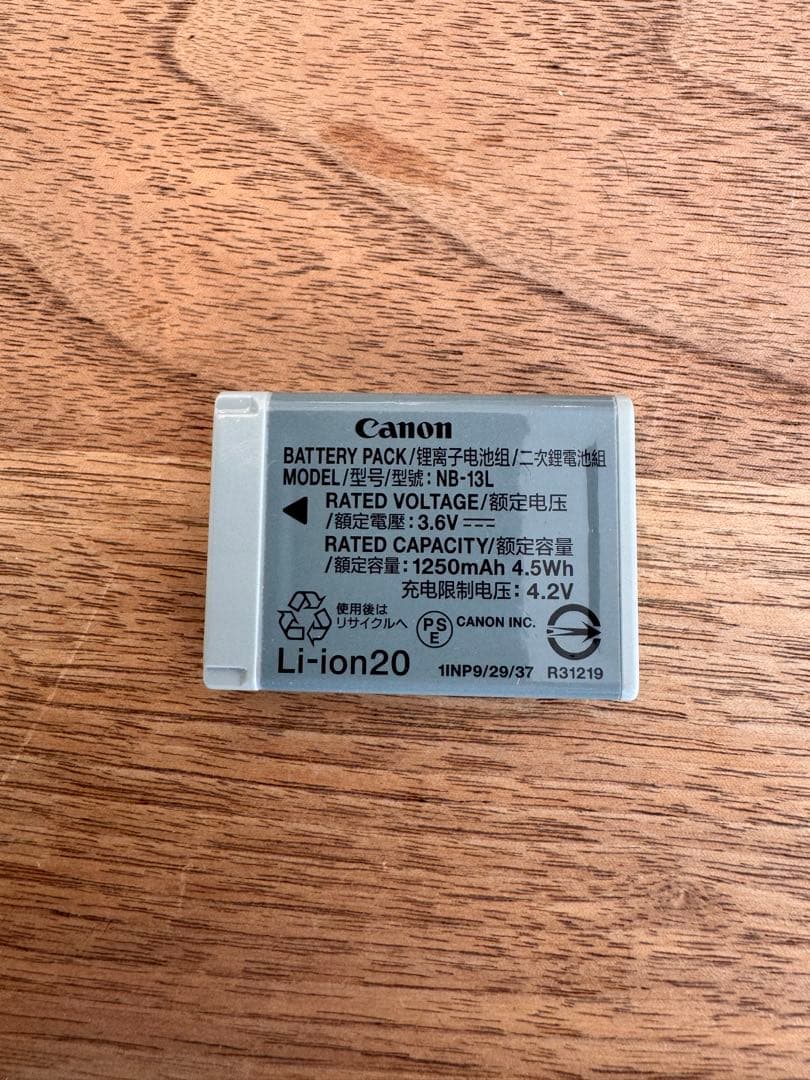 Canon
BATTERY PACK/锂离子电池组/二次鋰電池組
MODEL/型号/型號: NB-13L
RATED VOLTAGE/额定电压
/額定電壓: 3.6V ⎓
RATED CAPACITY/额定容量
/額定容量: 1250mAh 4.5Wh
充电限制电压: 4.2V
使用後は
リサイクルへ
PS
E
CANON INC.
Li-ion20
1INP9/29/37
R31219